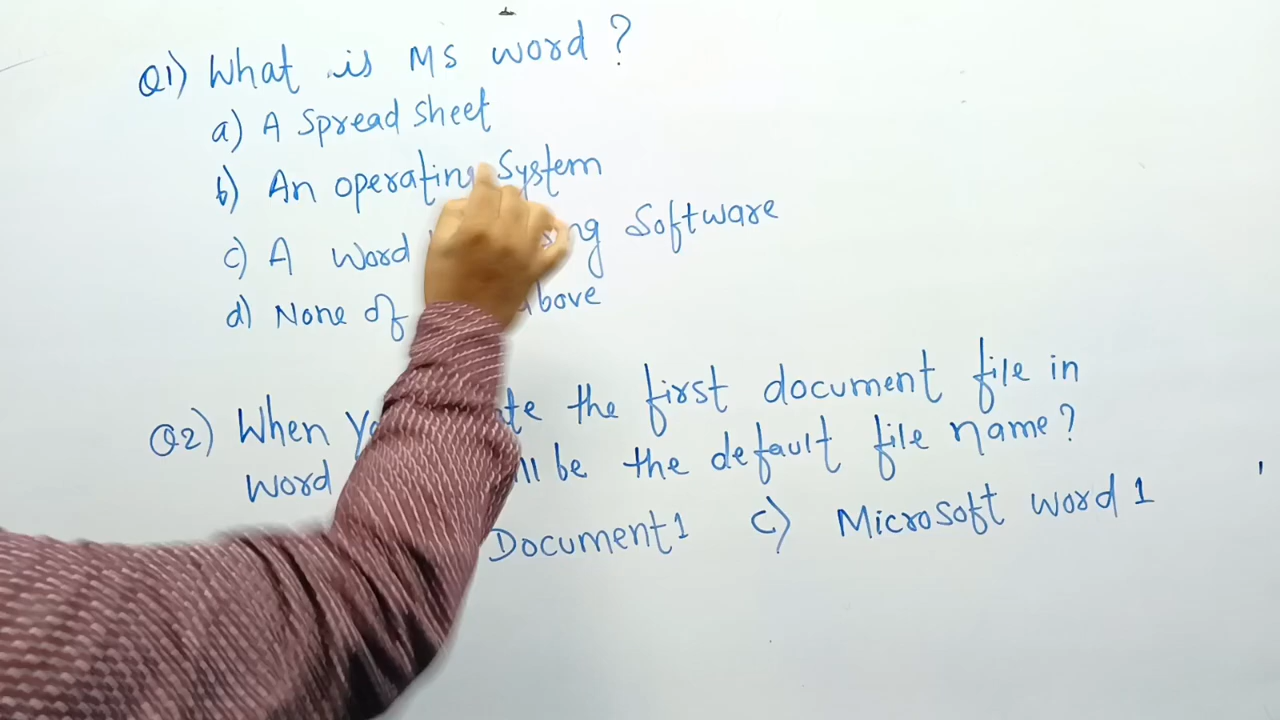 Q1) What is MS word ?
a) A Spread Sheet
b) An operating System
c) A Word Software
d) None of above
Q2) When the first document file in
word be the default file name?
Document1 c) Microsoft word 1